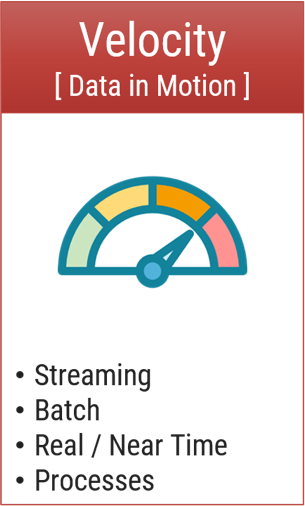 Velocity
[ Data in Motion ]
• Streaming
• Batch
• Real / Near Time
• Processes